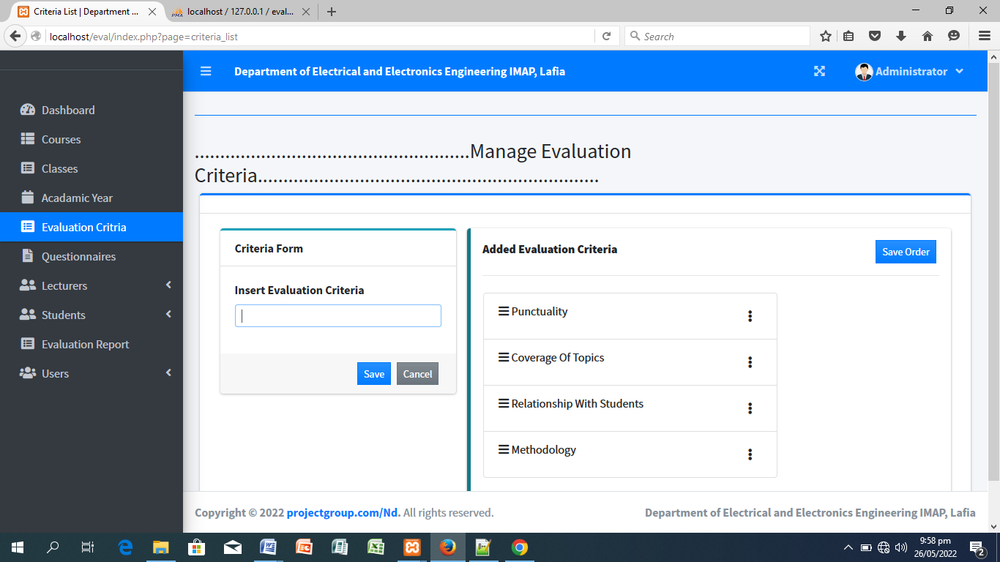 Criteria List | Department ...
localhost / 127.0.0.1 / eval...
localhost/eval/index.php?page=criteria_list
Search
Department of Electrical and Electronics Engineering IMAP, Lafia
Administrator
Dashboard
Courses
Classes
Acadamic Year
Evaluation Critria
Questionnaires
Lecturers
Students
Evaluation Report
Users
......................................................Manage Evaluation
Criteria...................................................................
Criteria Form
Insert Evaluation Criteria
Save
Cancel
Added Evaluation Criteria
Save Order
Punctuality
Coverage Of Topics
Relationship With Students
Methodology
Copyright © 2022 projectgroup.com/Nd. All rights reserved.
Department of Electrical and Electronics Engineering IMAP, Lafia
9:58 pm
26/05/2022
2